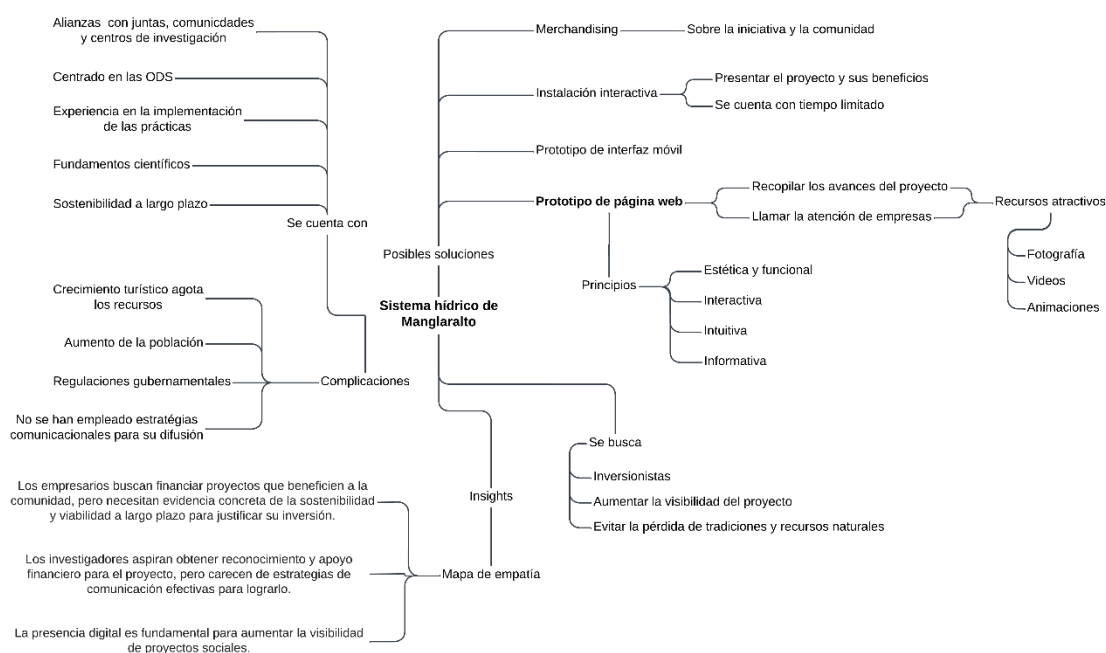 Alianzas con juntas, comunicdades
y centros de investigación
Centrado en las ODS
Experiencia en la implementación
de las prácticas
Fundamentos científicos
Sostenibilidad a largo plazo
Se cuenta con
Crecimiento turístico agota
los recursos
Aumento de la población
Regulaciones gubernamentales
Complicaciones
No se han empleado estratégias
comunicacionales para su difusión
Merchandising
Sobre la iniciativa y la comunidad
Instalación interactiva
Presentar el proyecto y sus beneficios
Se cuenta con tiempo limitado
Prototipo de interfaz móvil
Prototipo de página web
Recopilar los avances del proyecto
Llamar la atención de empresas
Recursos atractivos
Fotografía
Videos
Animaciones
Principios
Estética y funcional
Interactiva
Intuitiva
Informativa
Posibles soluciones
Sistema hídrico de
Manglaralto
Se busca
Inversionistas
Aumentar la visibilidad del proyecto
Evitar la pérdida de tradiciones y recursos naturales
Insights
Mapa de empatía
Los empresarios buscan financiar proyectos que beneficien a la
comunidad, pero necesitan evidencia concreta de la sostenibilidad
y viabilidad a largo plazo para justificar su inversión.
Los investigadores aspiran obtener reconocimiento y apoyo
financiero para el proyecto, pero carecen de estrategias de
comunicación efectivas para lograrlo.
La presencia digital es fundamental para aumentar la visibilidad
de proyectos sociales.